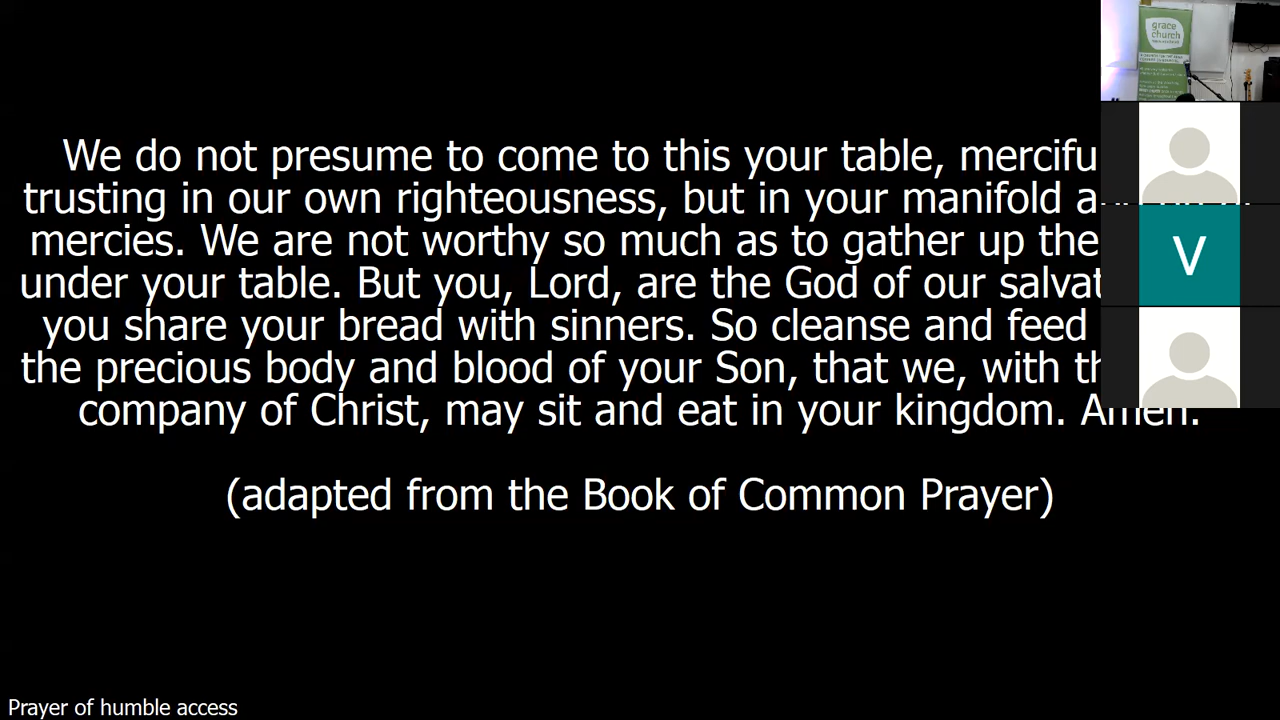 We do not presume to come to this your table, merciful
trusting in our own righteousness, but in your manifold
mercies. We are not worthy so much as to gather up the
under your table. But you, Lord, are the God of our
you share your bread with sinners. So cleanse and feed
the precious body and blood of your Son, that we, with
company of Christ, may sit and eat in your kingdom. Amen.
(adapted from the Book of Common Prayer)
Prayer of humble access
grace
church
V